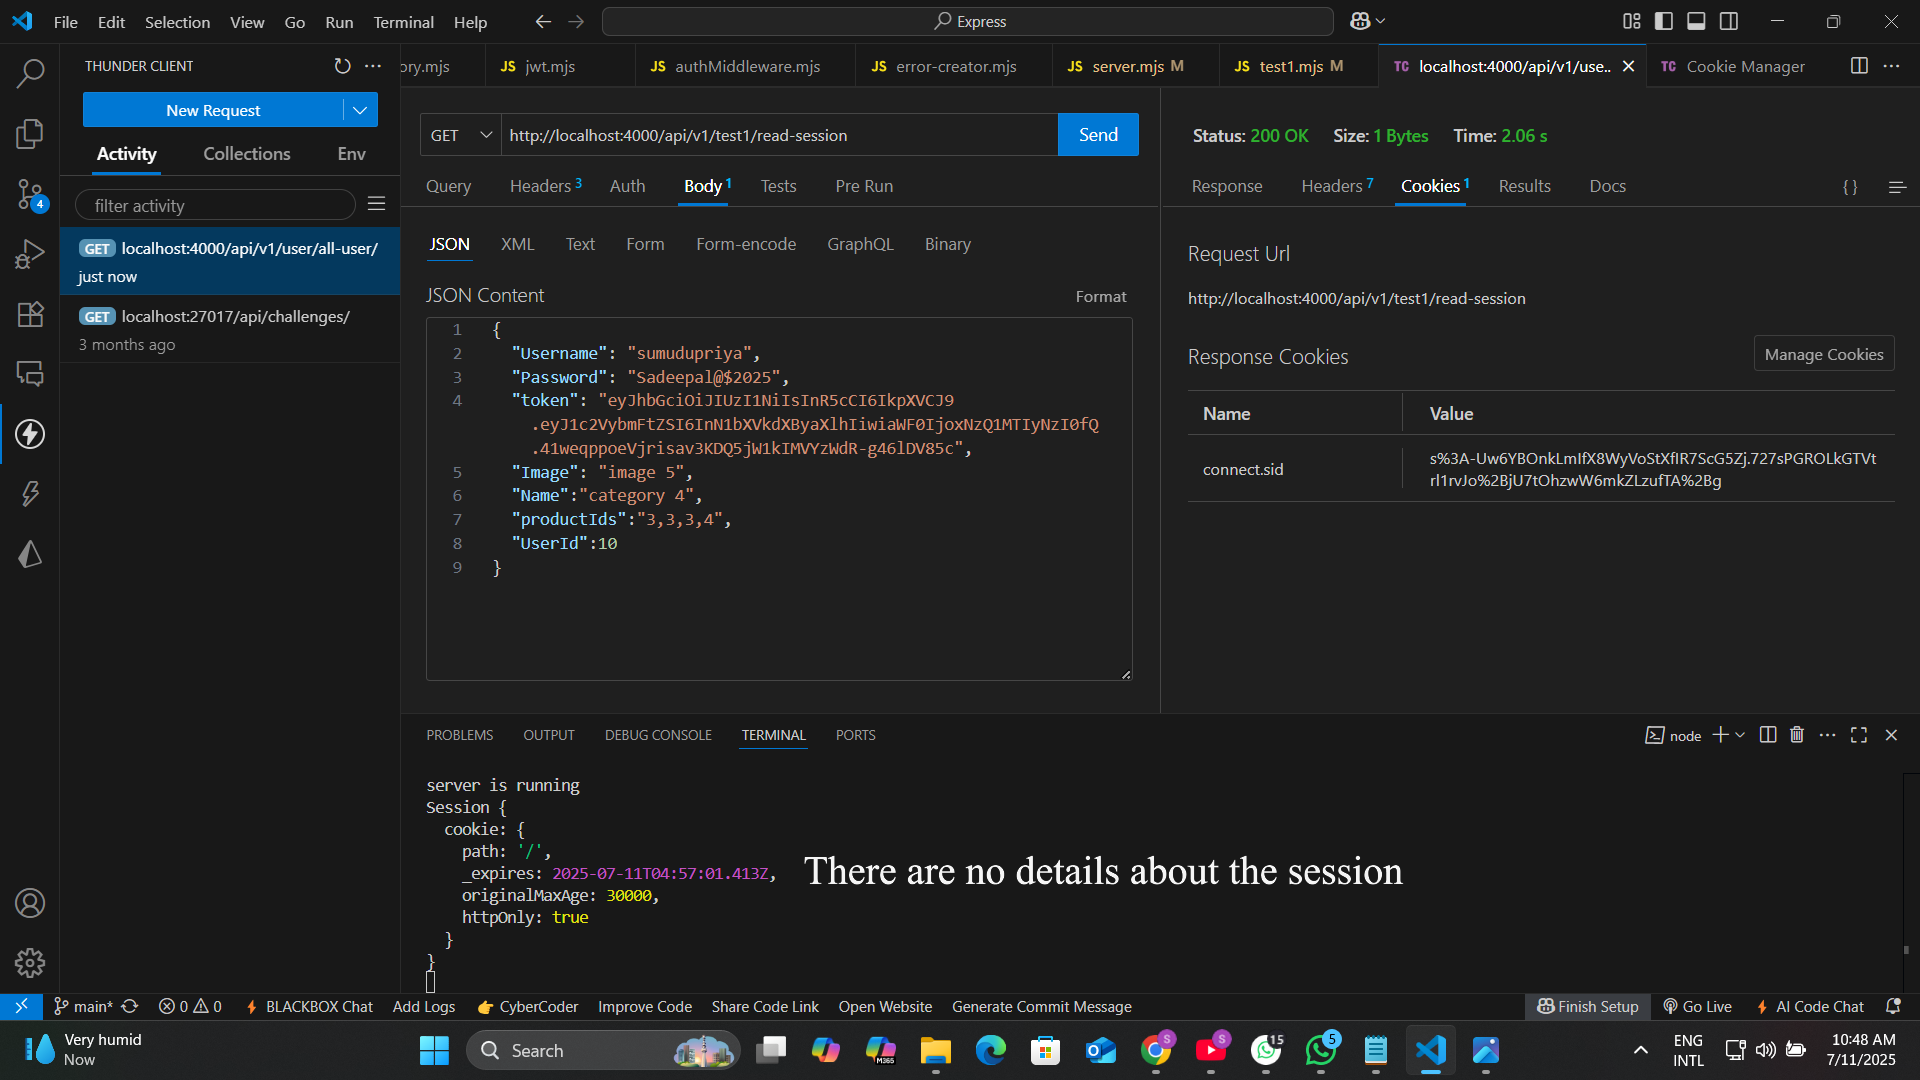 File Edit Selection View Go Run Terminal Help
Express
THUNDER CLIENT
ory.mjs
JS jwt.mjs
JS authMiddleware.mjs
JS error-creator.mjs
JS server.mjs M
JS test1.mjs M
TC localhost:4000/api/v1/use..
TC Cookie Manager
New Request
Activity Collections Env
filter activity
GET localhost:4000/api/v1/user/all-user/
just now
GET localhost:27017/api/challenges/
3 months ago
4
GET http://localhost:4000/api/v1/test1/read-session Send
Query Headers 3 Auth Body 1 Tests Pre Run
JSON XML Text Form Form-encode GraphQL Binary
JSON Content Format
1 {
2 "Username": "sumudupriya",
3 "Password": "Sadeepal@$2025",
4 "token": "eyJhbGciOiJIUzI1NiIsInR5cCI6IkpXVCJ9
.eyJ1c2VybmFtZSI6InN1bXVkdXByaXlhIiwiaWF0IjoxNzQ1MTIyNzI0fQ
.41weqppoeVjrisav3KDQ5jW1kIMVYzWdR-g46lDV85c",
5 "Image": "image 5",
6 "Name":"category 4",
7 "productIds":"3,3,3,4",
8 "UserId":10
9 }
Status: 200 OK Size: 1 Bytes Time: 2.06 s
Response Headers 7 Cookies 1 Results Docs { }
Request Url
http://localhost:4000/api/v1/test1/read-session
Response Cookies Manage Cookies
Name Value
connect.sid s%3A-Uw6YBOnkLmIfX8WyVoStXfIR7ScG5Zj.727sPGROLkGTVt
rl1rvJo%2BjU7tOhzwW6mkZLzufTA%2Bg
PROBLEMS OUTPUT DEBUG CONSOLE TERMINAL PORTS
node
server is running
Session {
cookie: {
path: '/',
_expires: 2025-07-11T04:57:01.413Z,
originalMaxAge: 30000,
httpOnly: true
}
}
There are no details about the session
main* 0 0 BLACKBOX Chat Add Logs CyberCoder Improve Code Share Code Link Open Website Generate Commit Message
Finish Setup Go Live AI Code Chat
Very humid
Now
Search
M365
S
S
15
5
ENG
INTL
10:48 AM
7/11/2025